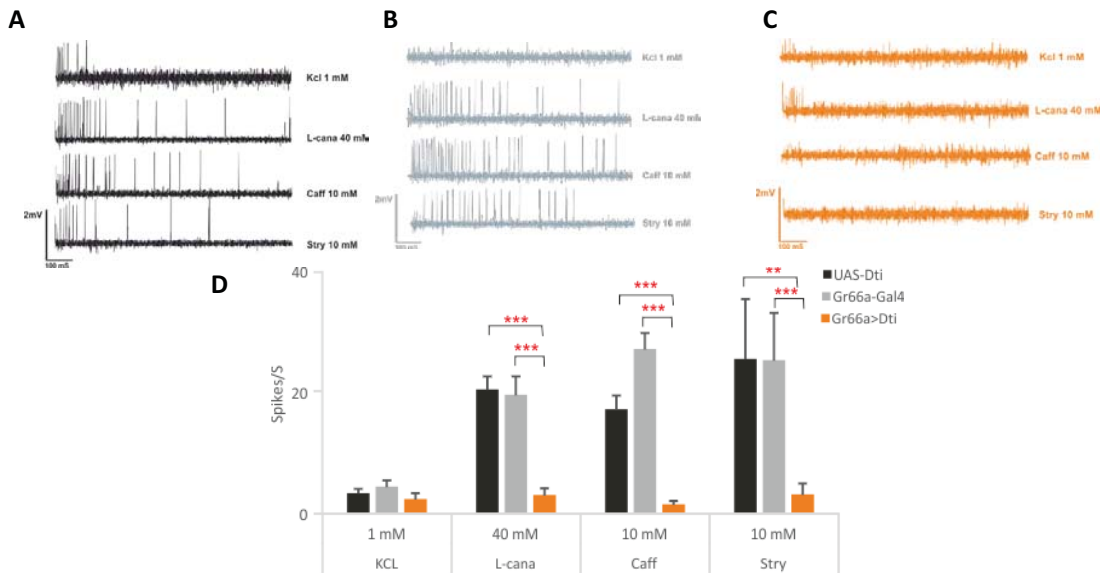 A
Kcl 1 mM
L-cana 40 mM
Caff 10 mM
2mV
Stry 10 mM
100 mS
B
Kcl 1 mM
L-cana 40 mM
Caff 10 mM
2mV
Stry 10 mM
C
Kcl 1 mM
L-cana 40 mM
Caff 10 mM
2mV
Stry 10 mM
100 mS
D
40
20
0
Spikes/S
***
***
***
***
**
***
UAS-Dti
Gr66a-Gal4
Gr66a>Dti
1 mM 40 mM 10 mM 10 mM
KCL L-cana Caff Stry